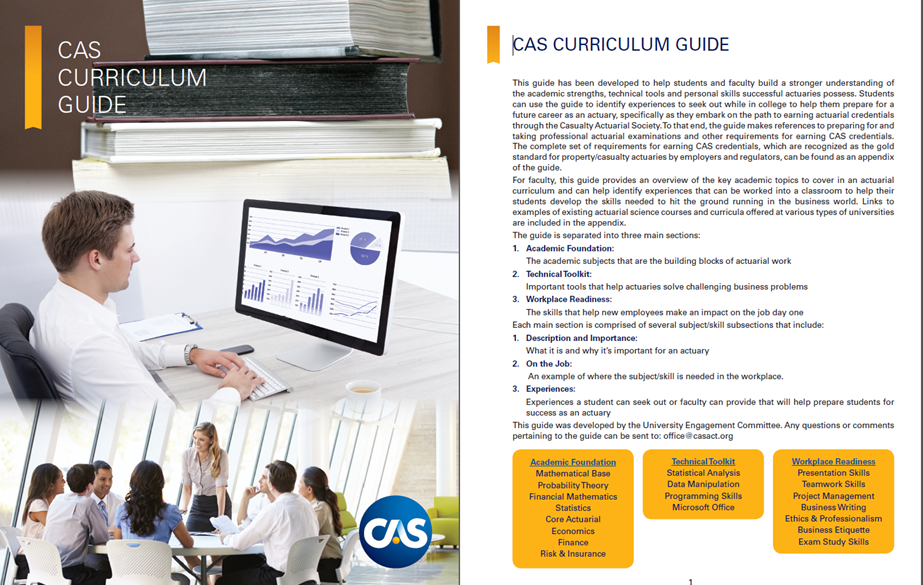 CAS
CURRICULUM
GUIDE
CAS
CAS CURRICULUM GUIDE
This guide has been developed to help students and faculty build a stronger understanding of
the academic strengths, technical tools and personal skills successful actuaries possess. Students
can use the guide to identify experiences to seek out while in college to help them prepare for a
future career as an actuary, specifically as they embark on the path to earning actuarial credentials
through the Casualty Actuarial Society. To that end, the guide makes references to preparing for and
taking professional actuarial examinations and other requirements for earning CAS credentials.
The complete set of requirements for earning CAS credentials, which are recognized as the gold
standard for property/casualty actuaries by employers and regulators, can be found as an appendix
of the guide.
For faculty, this guide provides an overview of the key academic topics to cover in an actuarial
curriculum and can help identify experiences that can be worked into a classroom to help their
students develop the skills needed to hit the ground running in the business world. Links to
examples of existing actuarial science courses and curricula offered at various types of universities
are included in the appendix.
The guide is separated into three main sections:
1. Academic Foundation:
The academic subjects that are the building blocks of actuarial work
2. Technical Toolkit:
Important tools that help actuaries solve challenging business problems
3. Workplace Readiness:
The skills that help new employees make an impact on the job day one
Each main section is comprised of several subject/skill subsections that include:
1. Description and Importance:
What it is and why it's important for an actuary
2. On the Job:
An example of where the subject/skill is needed in the workplace.
3. Experiences:
Experiences a student can seek out or faculty can provide that will help prepare students for
success as an actuary
This guide was developed by the University Engagement Committee. Any questions or comments
pertaining to the guide can be sent to: office@casact.org
Academic Foundation
Mathematical Base
Probability Theory
Financial Mathematics
Statistics
Core Actuarial
Economics
Finance
Risk & Insurance
Technical Toolkit
Statistical Analysis
Data Manipulation
Programming Skills
Microsoft Office
Workplace Readiness
Presentation Skills
Teamwork Skills
Project Management
Business Writing
Ethics & Professionalism
Business Etiquette
Exam Study Skills
1